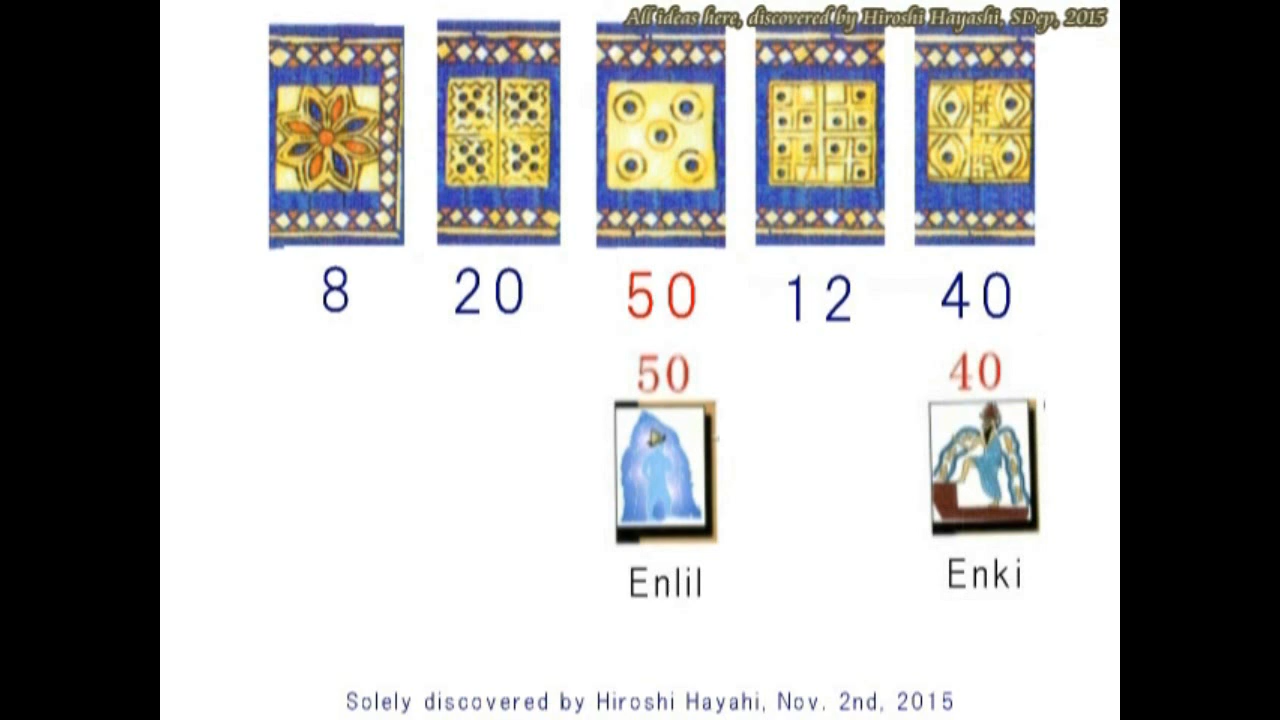 All ideas here, discovered by Hiroshi Hayashi, SDep, 2015
8 20 50 12 40
50 40
Enlil Enki
Solely discovered by Hiroshi Hayahi, Nov. 2nd, 2015